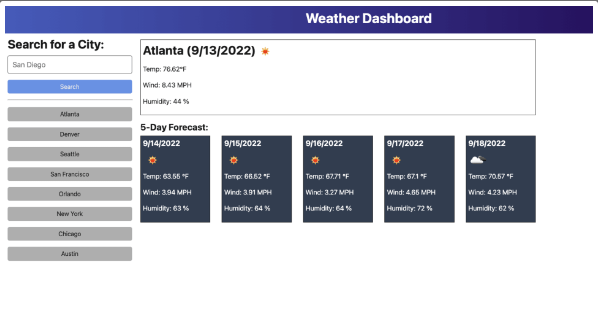 Weather Dashboard
Search for a City:
San Diego
Search
Atlanta
Denver
Seattle
San Francisco
Orlando
New York
Chicago
Austin
Atlanta (9/13/2022)
Temp: 76.62°F
Wind: 8.43 MPH
Humidity: 44 %
5-Day Forecast:
9/14/2022
Temp: 63.55 °F
Wind: 3.94 MPH
Humidity: 63 %
9/15/2022
Temp: 66.52 °F
Wind: 3.91 MPH
Humidity: 64 %
9/16/2022
Temp: 67.71 °F
Wind: 3.27 MPH
Humidity: 64 %
9/17/2022
Temp: 67.1 °F
Wind: 4.65 MPH
Humidity: 72 %
9/18/2022
Temp: 70.57 °F
Wind: 4.23 MPH
Humidity: 62 %